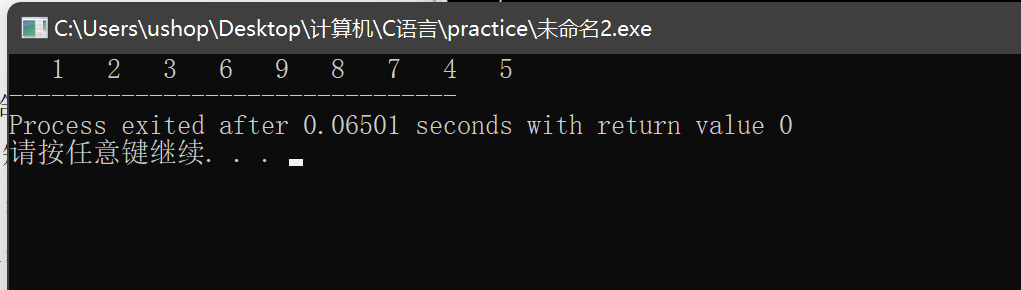 C:\Users\ushop\Desktop\计算机\C语言\practice\未命名2.exe
1 2 3 6 9 8 7 4 5
--------------------------------
Process exited after 0.06501 seconds with return value 0
请按任意键继续. . .